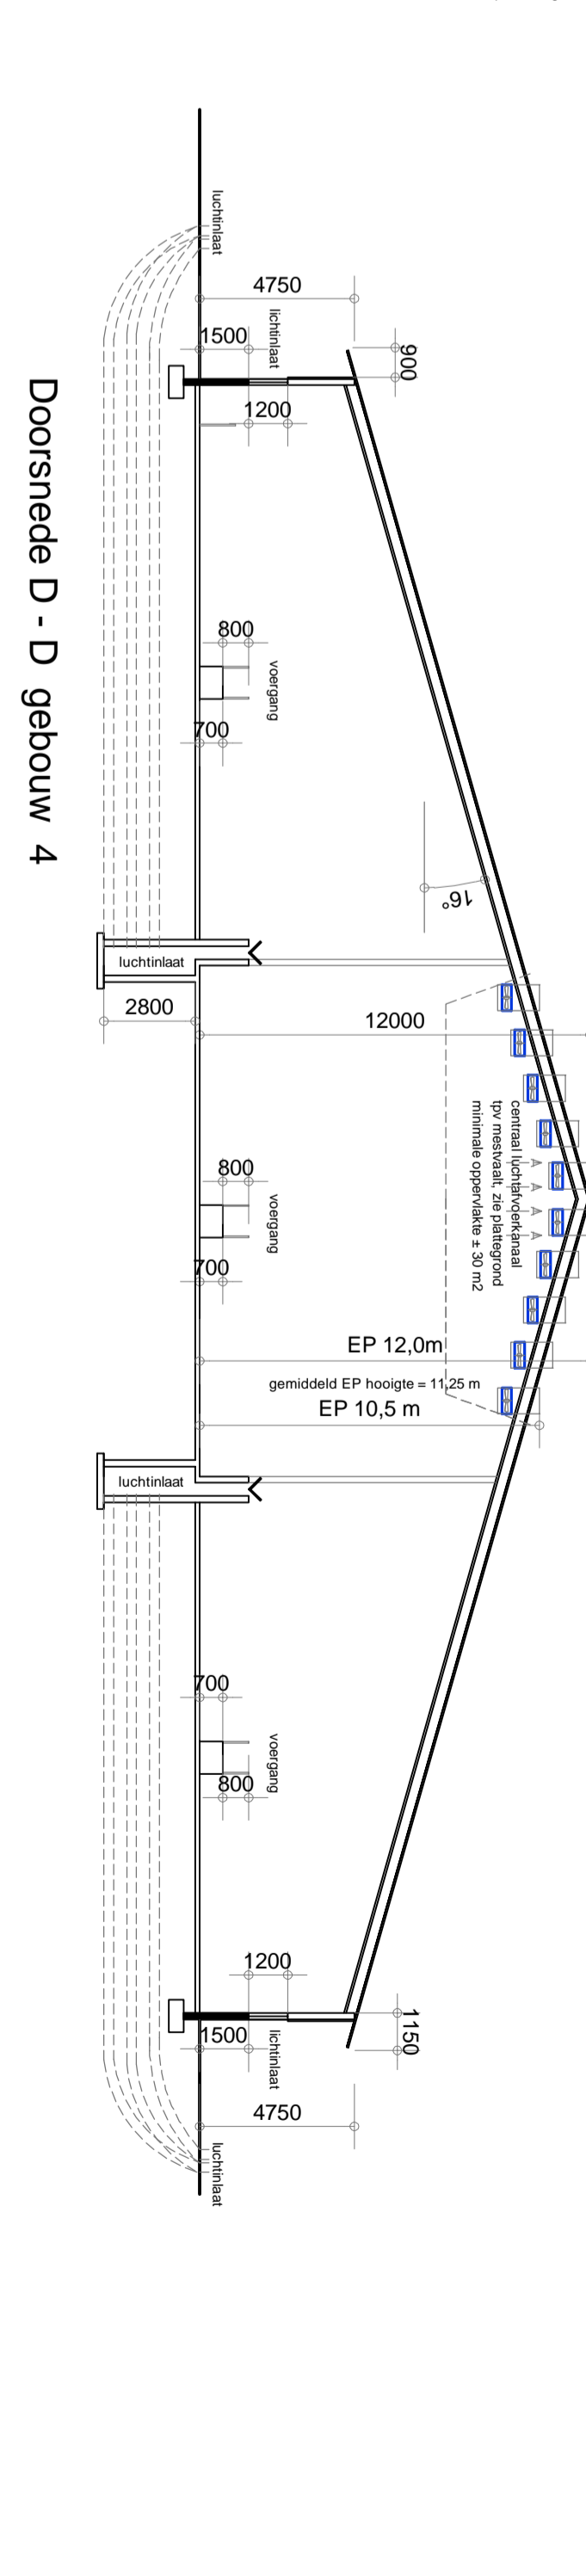 luchtinlaat
4750
1500
lichtinlaat
900
1200
Doorsnede D - D gebouw 4
800
voergang
700
16°
luchtinlaat
2800
12000
centraal luchtafvoerkanaal
tpv mestvaalt, zie plattegrond
minimale oppervlakte ± 30 m2
800
voergang
700
EP 12,0m
gemiddeld EP hooigte = 11,25 m
EP 10,5 m
luchtinlaat
700
voergang
800
1200
1150
1500
lichtinlaat
4750
luchtinlaat